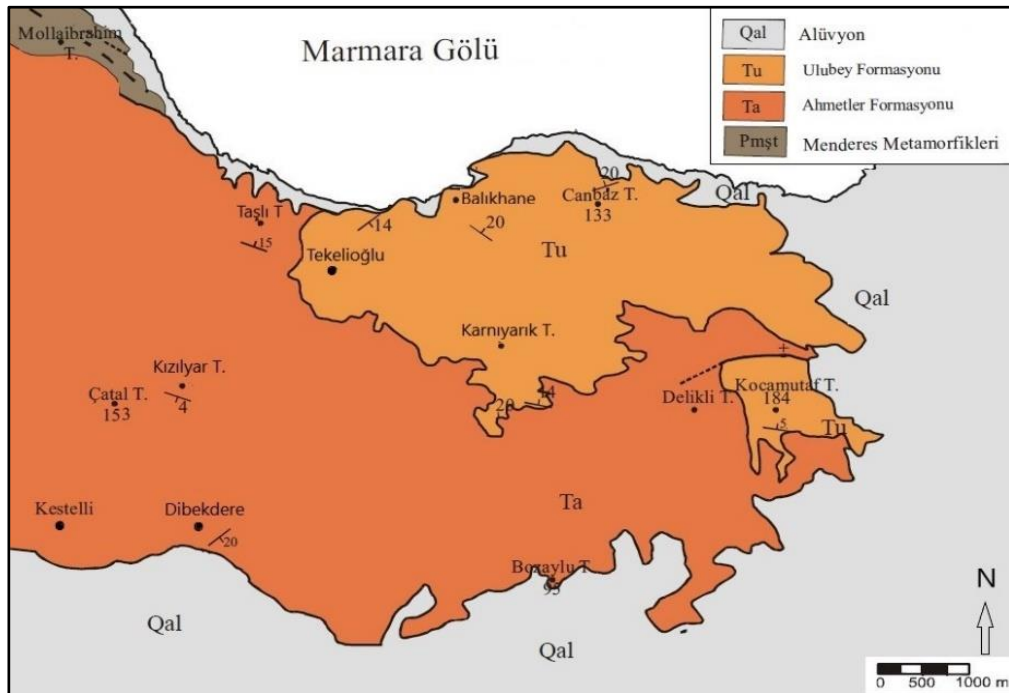 Mollaibrahim
T.
Marmara Gölü
Qal Alüvyon
Tu Ulubey Formasyonu
Ta Ahmetler Formasyonu
Pmşt Menderes Metamorfikleri
20
Canbaz T.
133
Qal
Balıkhane
Taşlı T
14
20
15
Tekelioğlu
Tu
Qal
Karnıyarık T.
Kızılyar T.
Çatal T.
153
4
20
14
Delikli T.
Kocamutaf T.
184
5
Tu
Kestelli
Dibekdere
20
Ta
Bozaylu T.
95
Qal
Qal
N
0 500 1000 m